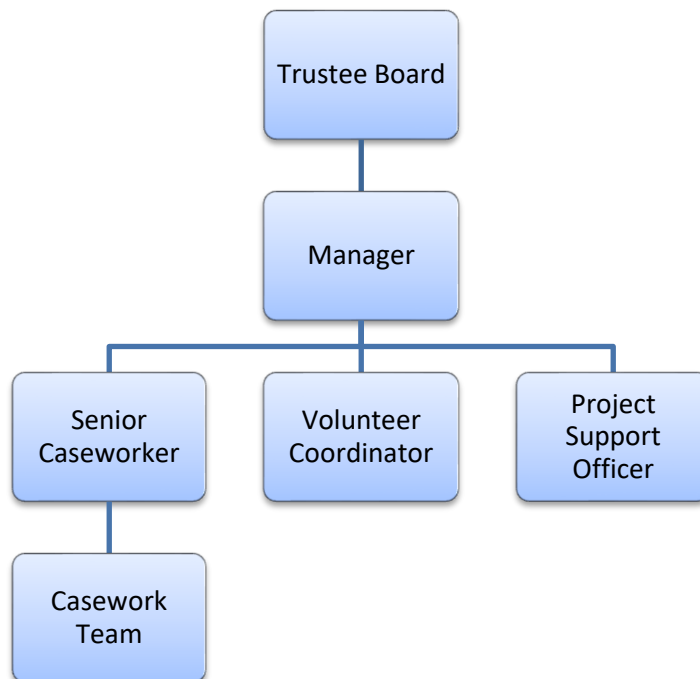 Trustee Board
Manager
Senior
Caseworker
Volunteer
Coordinator
Project
Support
Officer
Casework
Team